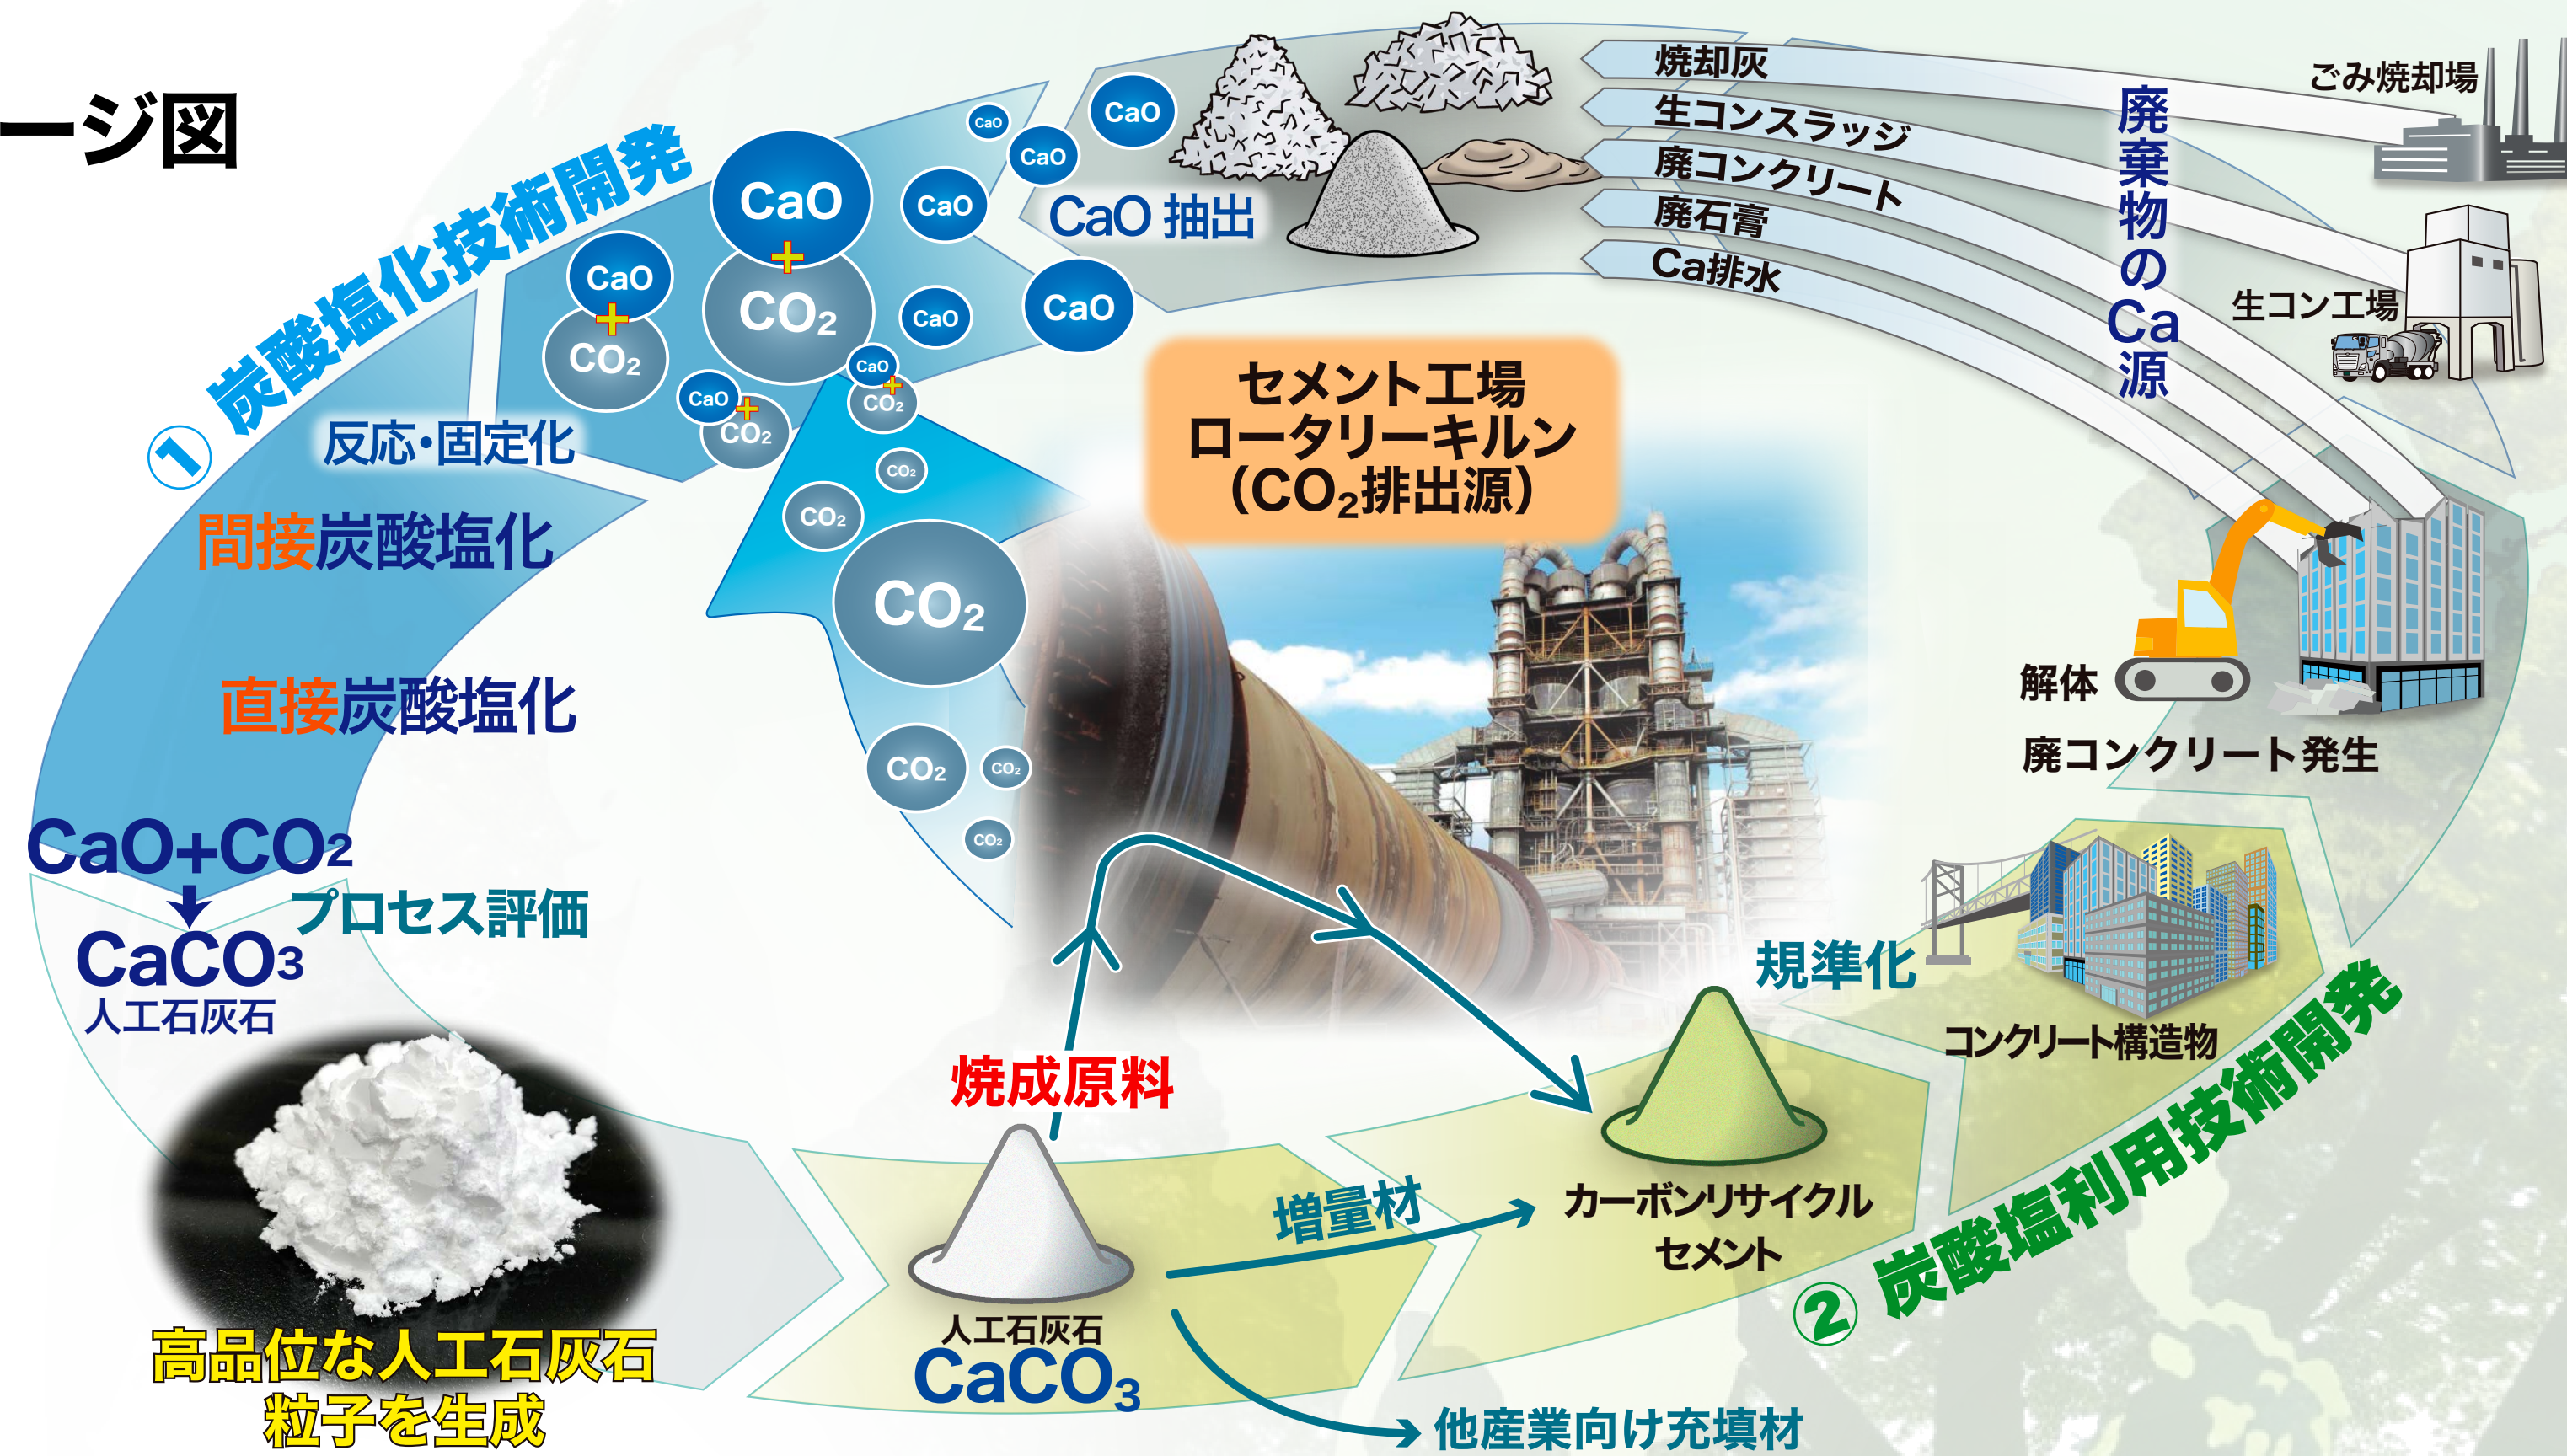 ージ図
① 炭酸塩化技術開発
CaO
CaO
CaO
CaO
CaO
CaO
CaO
CaO
CaO
CaO
+
+
+
+
CO₂
CO₂
CO₂
CO₂
CO₂
CO₂
CO₂
CO₂
CO₂
CO₂
CaO 抽出
焼却灰
生コンスラッジ
廃コンクリート
廃石膏
Ca排水
廃棄物のCa源
ごみ焼却場
生コン工場
セメント工場
ロータリーキルン
(CO₂排出源)
反応・固定化
間接炭酸塩化
直接炭酸塩化
CaO+CO₂
CaCO₃
人工石灰石
プロセス評価
高品位な人工石灰石
粒子を生成
焼成原料
人工石灰石
CaCO₃
増量材
他産業向け充填材
カーボンリサイクル
セメント
規準化
コンクリート構造物
② 炭酸塩利用技術開発
解体
廃コンクリート発生